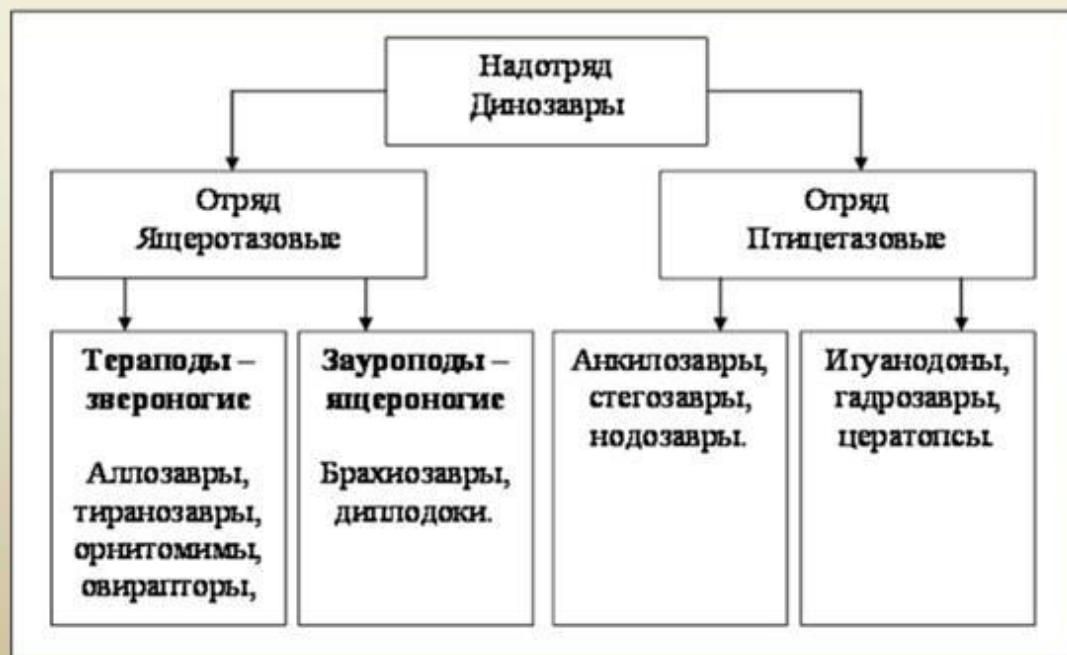 Надотряд
Динозавры
Отряд
Ящеротазовые
Отряд
Птицетазовые
Тераподы –
звероногие
Аллозавры,
тиранозавры,
орнитомимы,
овирапторы,
Зауроподы –
ящероногие
Брахиозавры,
диплодоки.
Анкилозавры,
стегозавры,
нодозавры.
Игуанодоны,
гадрозавры,
цератопсы.